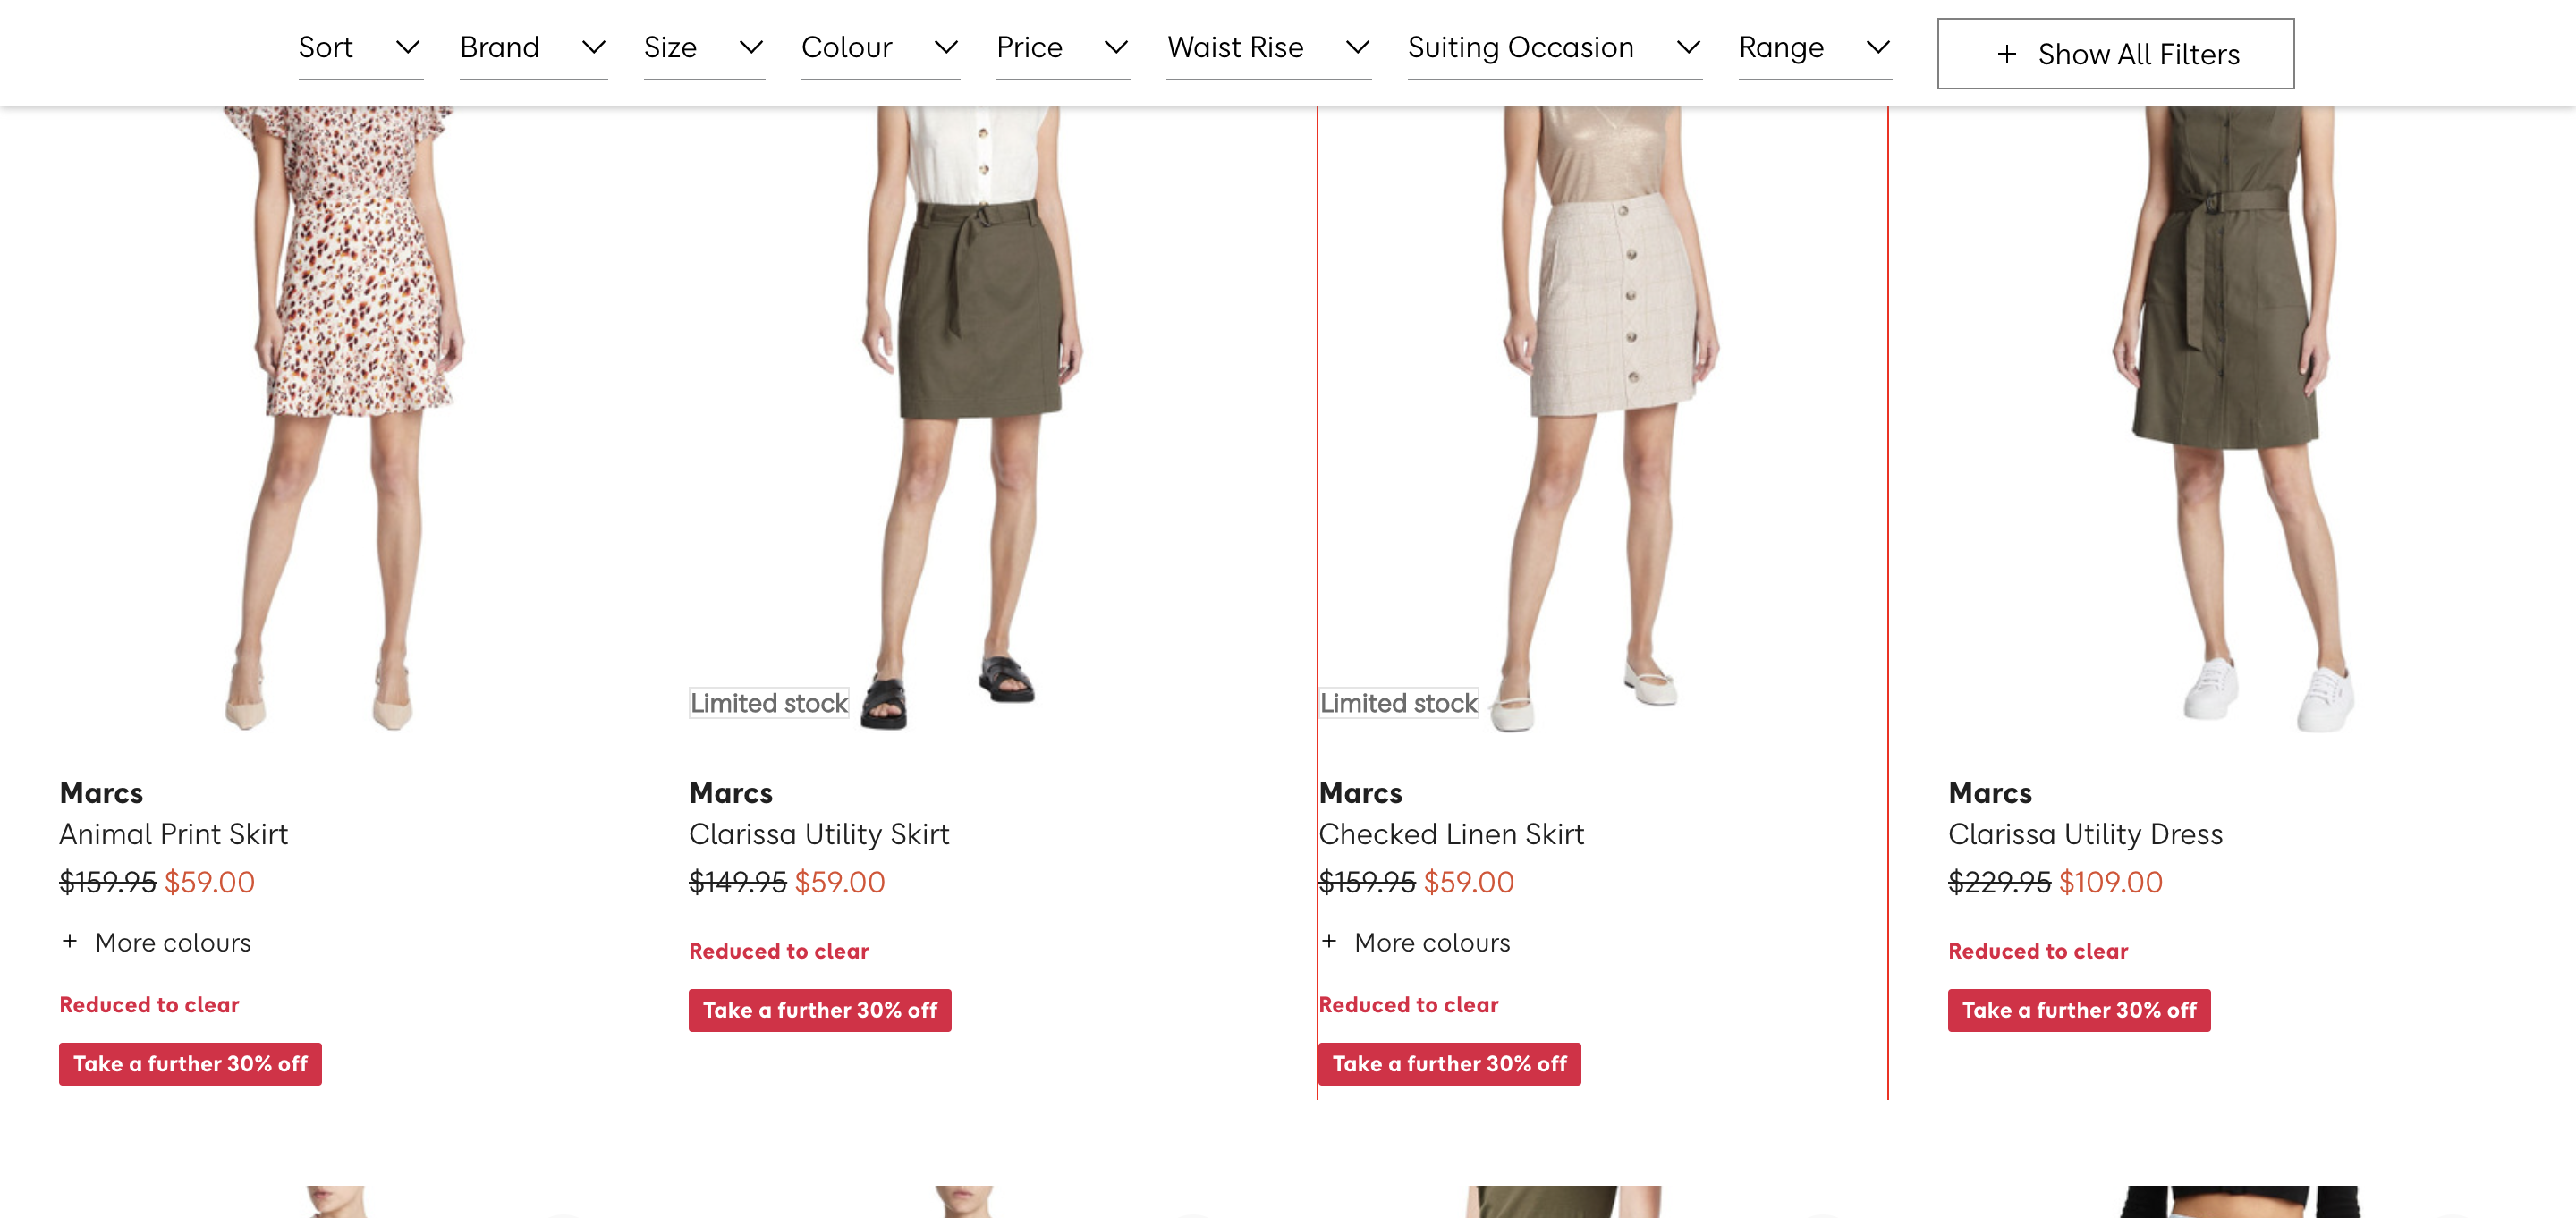 Sort
Brand
Size
Colour
Price
Waist Rise
Suiting Occasion
Range
+ Show All Filters
Limited stock
Limited stock
Marcs
Animal Print Skirt
$159.95 $59.00
+ More colours
Reduced to clear
Take a further 30% off
Marcs
Clarissa Utility Skirt
$149.95 $59.00
Reduced to clear
Take a further 30% off
Marcs
Checked Linen Skirt
$159.95 $59.00
+ More colours
Reduced to clear
Take a further 30% off
Marcs
Clarissa Utility Dress
$229.95 $109.00
Reduced to clear
Take a further 30% off